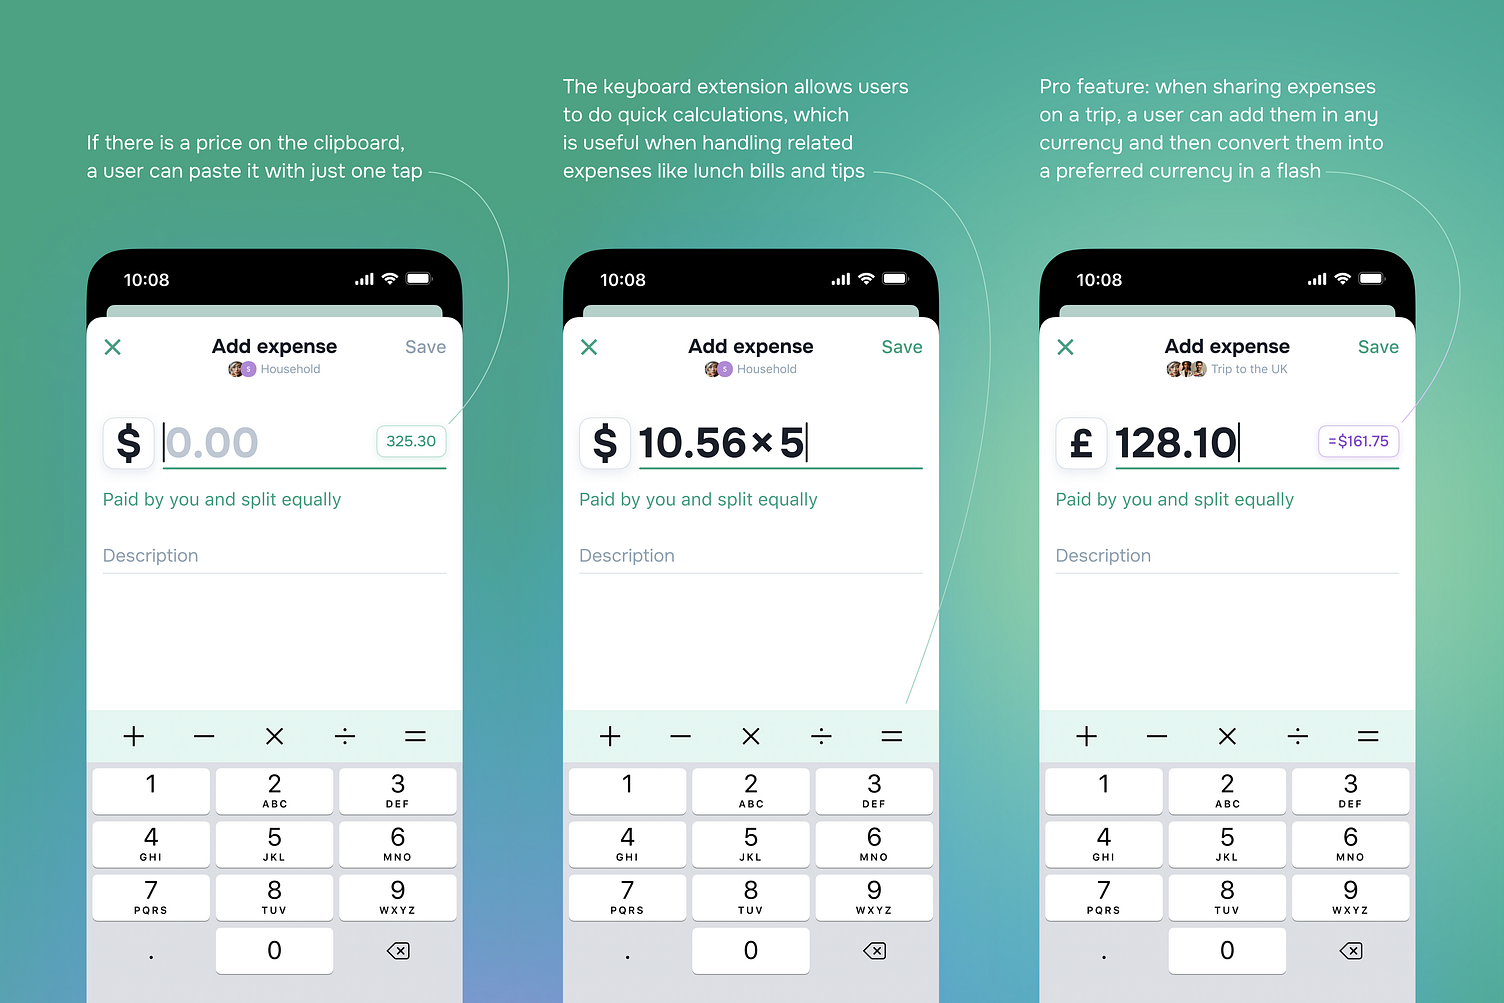 If there is a price on the clipboard,
a user can paste it with just one tap
The keyboard extension allows users
to do quick calculations, which
is useful when handling related
expenses like lunch bills and tips
Pro feature: when sharing expenses
on a trip, a user can add them in any
currency and then convert them into
a preferred currency in a flash
10:08
Add expense
Save
S
Household
$
0.00
325.30
Paid by you and split equally
Description
+ − × ÷ =
1
2
ABC
3
DEF
4
GHI
5
JKL
6
MNO
7
PQRS
8
TUV
9
WXYZ
.
0
10:08
Add expense
Save
S
Household
$
10.56×5
Paid by you and split equally
Description
+ − × ÷ =
1
2
ABC
3
DEF
4
GHI
5
JKL
6
MNO
7
PQRS
8
TUV
9
WXYZ
.
0
10:08
Add expense
Save
Trip to the UK
£
128.10
=$161.75
Paid by you and split equally
Description
+ − × ÷ =
1
2
ABC
3
DEF
4
GHI
5
JKL
6
MNO
7
PQRS
8
TUV
9
WXYZ
.
0